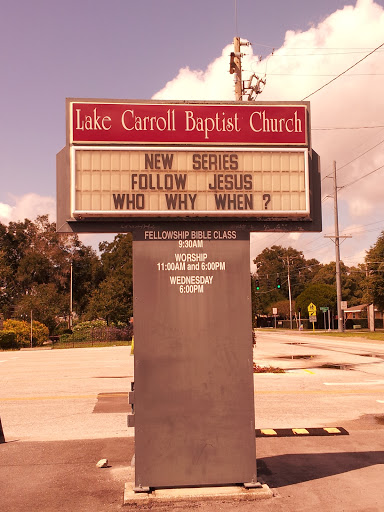 Lake Carroll Baptist Church
NEW SERIES
FOLLOW JESUS
WHO WHY WHEN ?
FELLOWSHIP BIBLE CLASS
9:30AM
WORSHIP
11:00AM and 6:00PM
WEDNESDAY
6:00PM